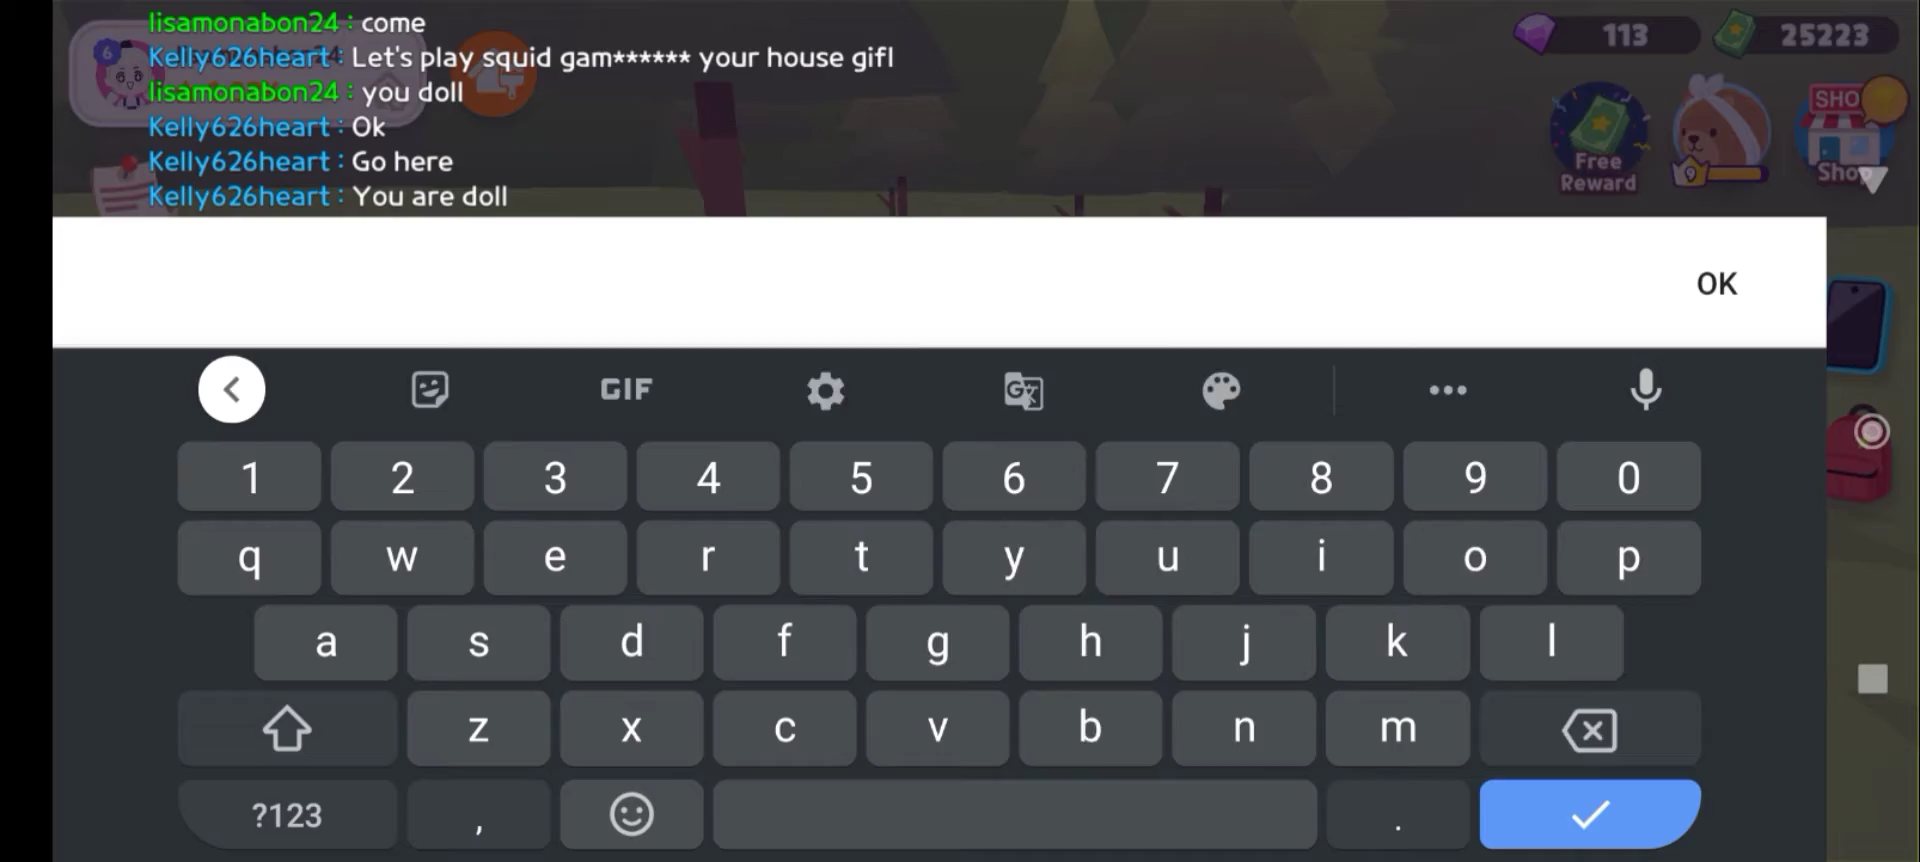 lisamonabon24 : come
Kelly626heart : Let's play squid gam****** your house gifl
lisamonabon24 : you doll
Kelly626heart : Ok
Kelly626heart : Go here
Kelly626heart : You are doll
6
113
25223
Free
Reward
9
SHO
Shop
OK
GIF
G
1 2 3 4 5 6 7 8 9 0
q w e r t y u i o p
a s d f g h j k l
z x c v b n m
?123 , .